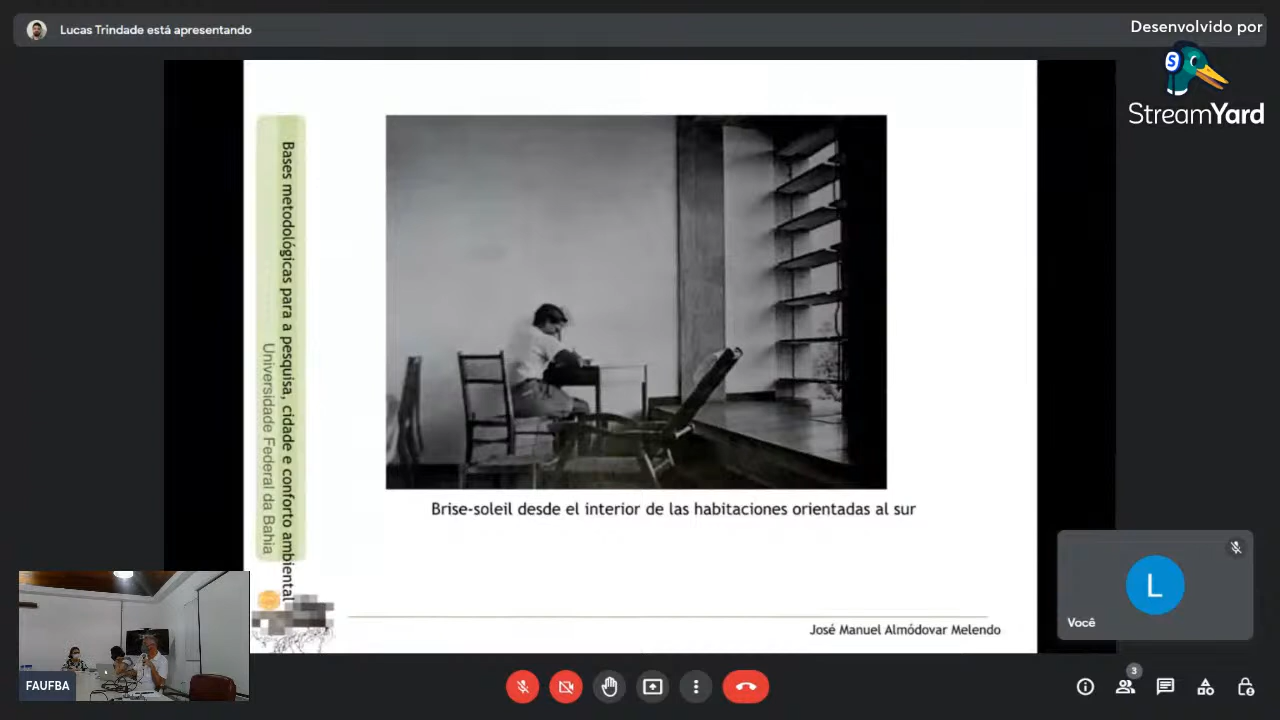 Lucas Trindade está apresentando
Desenvolvido por
StreamYard
Bases metodológicas para a pesquisa, cidade e conforto ambiental
Universidade Federal da Bahia
Brise-soleil desde el interior de las habitaciones orientadas al sur
José Manuel Almódovar Melendo
L
Você
FAUFBA
3